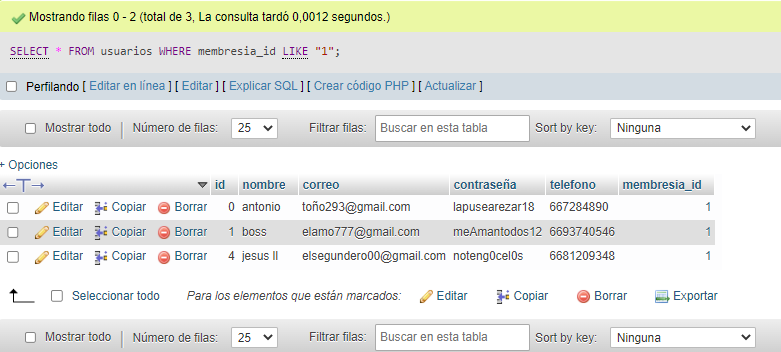 Mostrando filas 0 - 2 (total de 3, La consulta tardó 0,0012 segundos.)
SELECT * FROM usuarios WHERE membresia_id LIKE "1";
Perfilando [ Editar en línea ] [ Editar ] [ Explicar SQL ] [ Crear código PHP ] [ Actualizar ]
Mostrar todo | Número de filas: 25 Filtrar filas: Buscar en esta tabla Sort by key: Ninguna
+ Opciones
←T→ id nombre correo contraseña telefono membresia_id
Editar Copiar Borrar 0 antonio toño293@gmail.com lapusearezar18 667284890 1
Editar Copiar Borrar 1 boss elamo777@gmail.com meAmantodos12 6693740546 1
Editar Copiar Borrar 4 jesus II elsegundero00@gmail.com noteng0cel0s 6681209348 1
Seleccionar todo Para los elementos que están marcados: Editar Copiar Borrar Exportar
Mostrar todo | Número de filas: 25 Filtrar filas: Buscar en esta tabla Sort by key: Ninguna